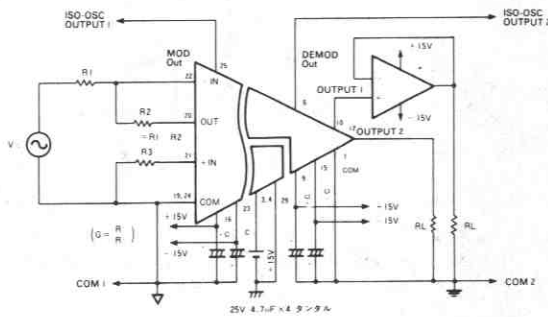 ISO-OSC
OUTPUT 1
MOD
Out
25
ISO-OSC
OUTPUT 2
DEMOD
Out
+15V
-15V
R1
22
- IN
R2
20
OUT
= R1 R2
R3
21
+ IN
19, 24
COM
6
OUTPUT 1
10
12
OUTPUT 2
1
COM
9
15
C
+15V
-15V
+15V
-15V
16
C
23
C
3,4
+15V
RL
RL
COM 1
COM 2
25V 4.7μF×4 タンタル